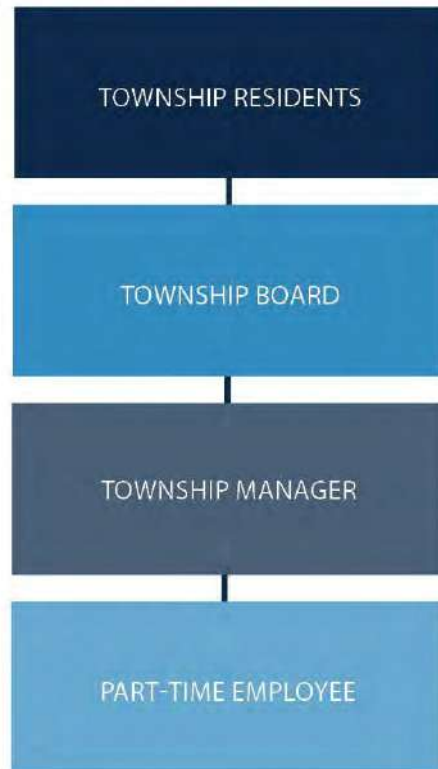 TOWNSHIP RESIDENTS
TOWNSHIP BOARD
TOWNSHIP MANAGER
PART-TIME EMPLOYEE